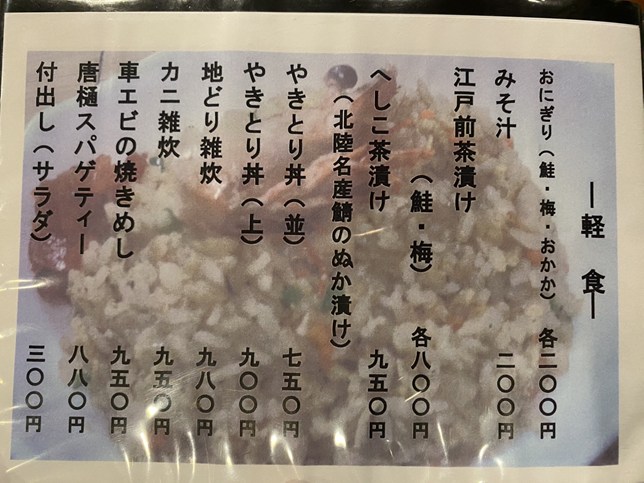 ―軽 食―
おにぎり（鮭・梅・おかか） 各二〇〇円
みそ汁 二〇〇円
江戸前茶漬け
（鮭・梅） 各八〇〇円
へしこ茶漬け 九五〇円
（北陸名産鯖のぬか漬け）
やきとり丼（並） 七五〇円
やきとり丼（上） 九〇〇円
地どり雑炊 九八〇円
カニ雑炊 九五〇円
車エビの焼きめし 九五〇円
唐樋スパゲティー 八八〇円
付出し（サラダ） 三〇〇円